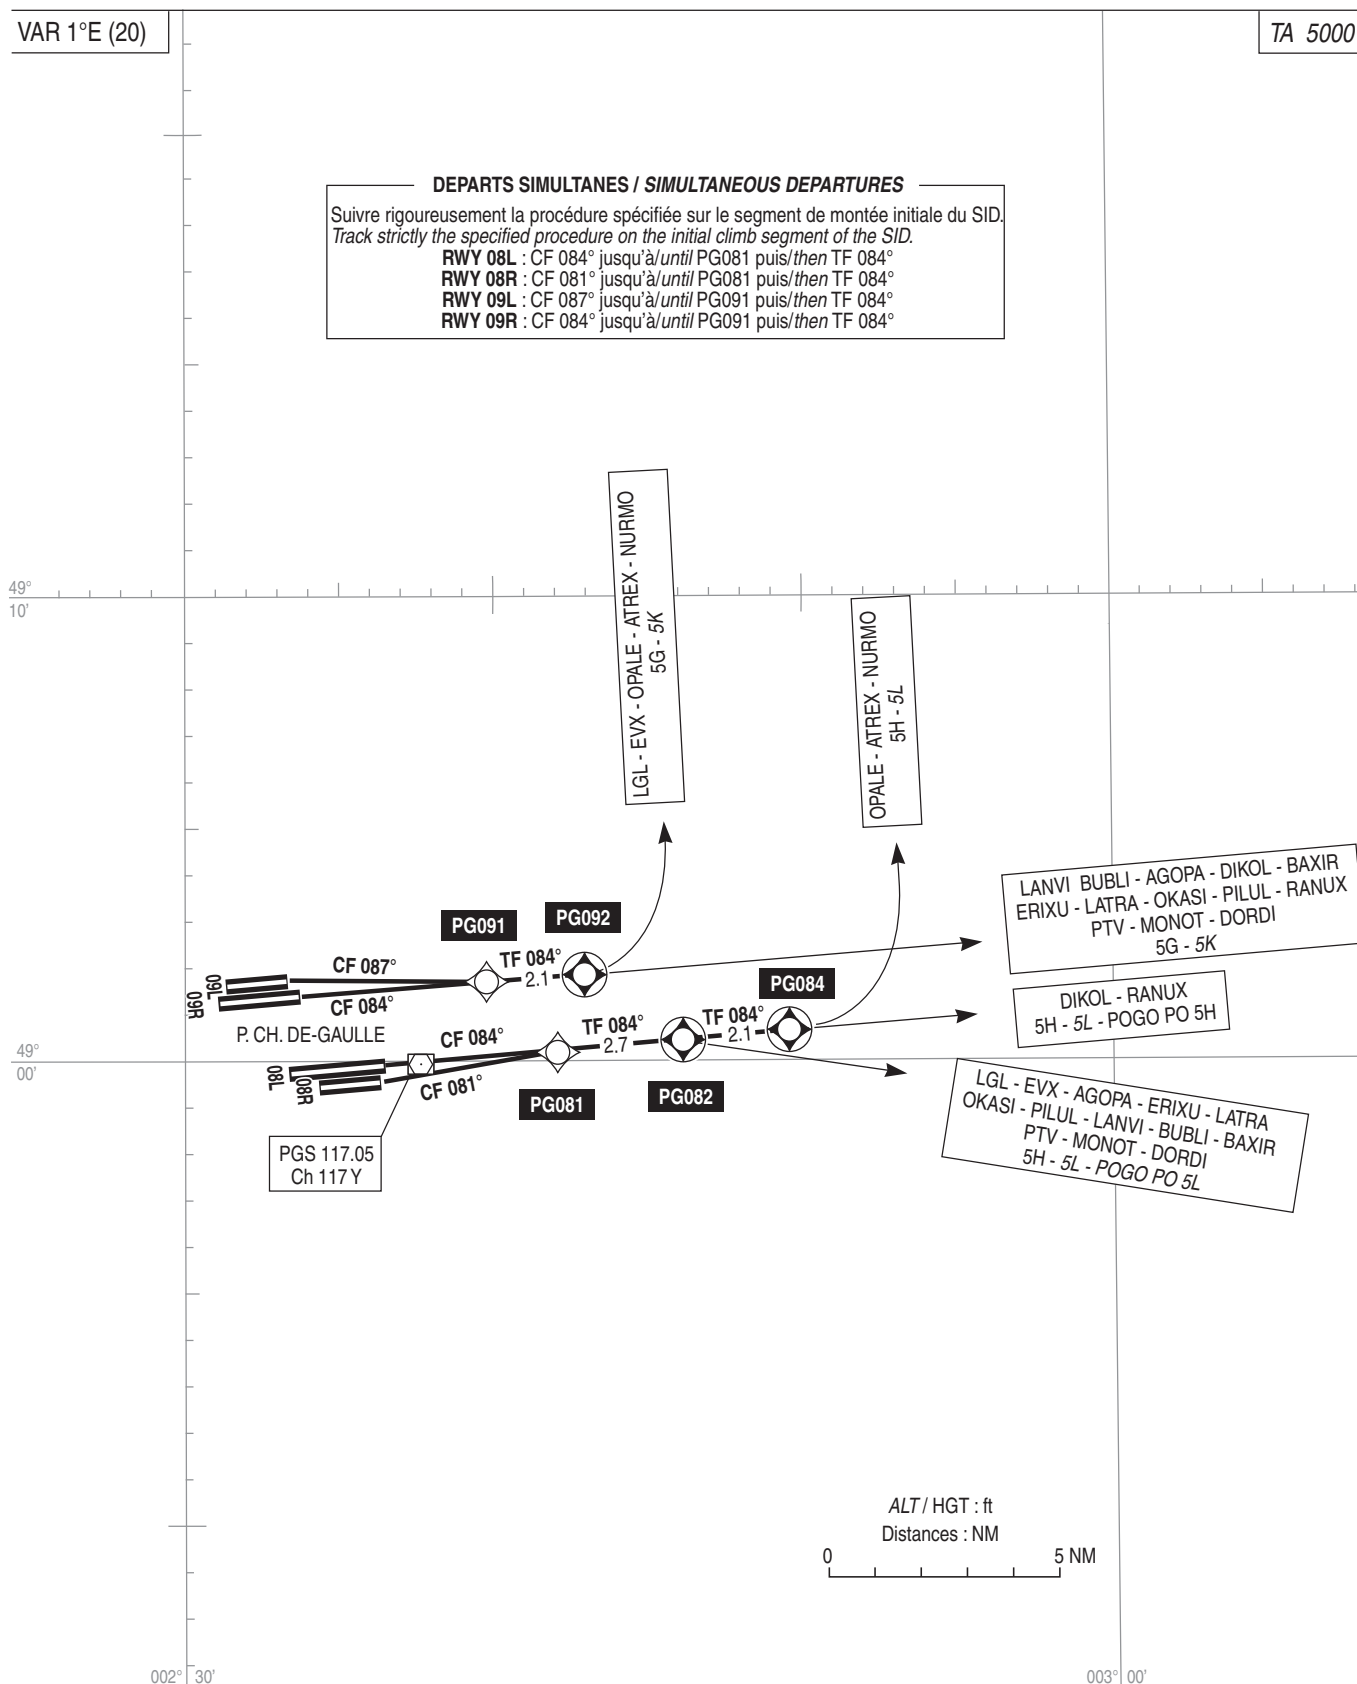 VAR 1°E (20)
TA 5000
DEPARTS SIMULTANES / SIMULTANEOUS DEPARTURES
Suivre rigoureusement la procédure spécifiée sur le segment de montée initiale du SID.
Track strictly the specified procedure on the initial climb segment of the SID.
RWY 08L : CF 084° jusqu'à/until PG081 puis/then TF 084°
RWY 08R : CF 081° jusqu'à/until PG081 puis/then TF 084°
RWY 09L : CF 087° jusqu'à/until PG091 puis/then TF 084°
RWY 09R : CF 084° jusqu'à/until PG091 puis/then TF 084°
49°
10'
LGL - EVX - OPALE - ATREX - NURMO
5G - 5K
OPALE - ATREX - NURMO
5H - 5L
LANVI BUBLI - AGOPA - DIKOL - BAXIR
ERIXU - LATRA - OKASI - PILUL - RANUX
PTV - MONOT - DORDI
5G - 5K
PG091
PG092
CF 087°
TF 084°
2.1
09L
09R
CF 084°
PG084
DIKOL - RANUX
5H - 5L - POGO PO 5H
P. CH. DE-GAULLE
CF 084°
TF 084°
2.7
TF 084°
2.1
49°
00'
08L
08R
CF 081°
PG081
PG082
LGL - EVX - AGOPA - ERIXU - LATRA
OKASI - PILUL - LANVI - BUBLI - BAXIR
PTV - MONOT - DORDI
5H - 5L - POGO PO 5L
PGS 117.05
Ch 117 Y
ALT / HGT : ft
Distances : NM
0
5 NM
002° 30'
003° 00'